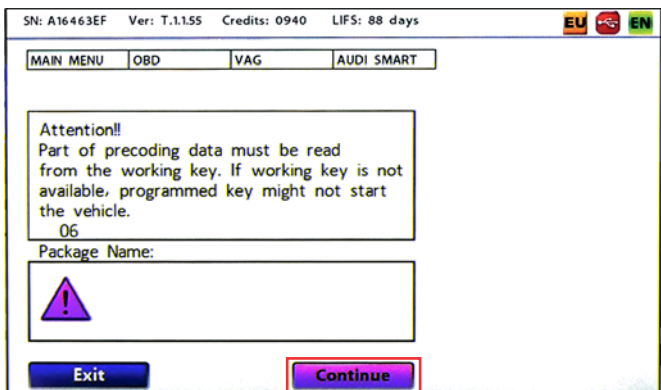 SN: A16463EF Ver: T.1.1.55 Credits: 0940 LIFS: 88 days EU EN
MAIN MENU OBD VAG AUDI SMART
Attention!!
Part of precoding data must be read
from the working key. If working key is not
available, programmed key might not start
the vehicle.
06
Package Name:
Exit Continue